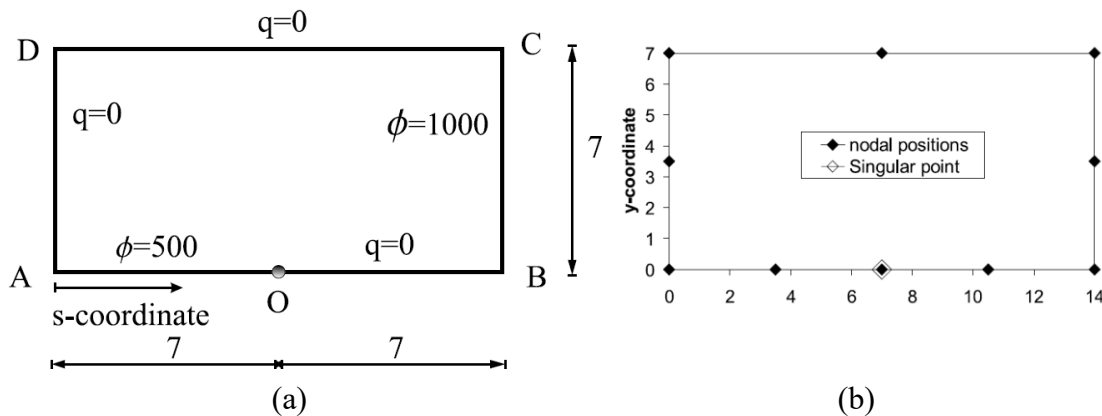 q=0
D
C
q=0
ϕ=1000
7
ϕ=500
q=0
A
B
O
s-coordinate
7
7
(a)
7
6
5
4
3
2
1
0
y-coordinate
nodal positions
Singular point
0 2 4 6 8 10 12 14
(b)